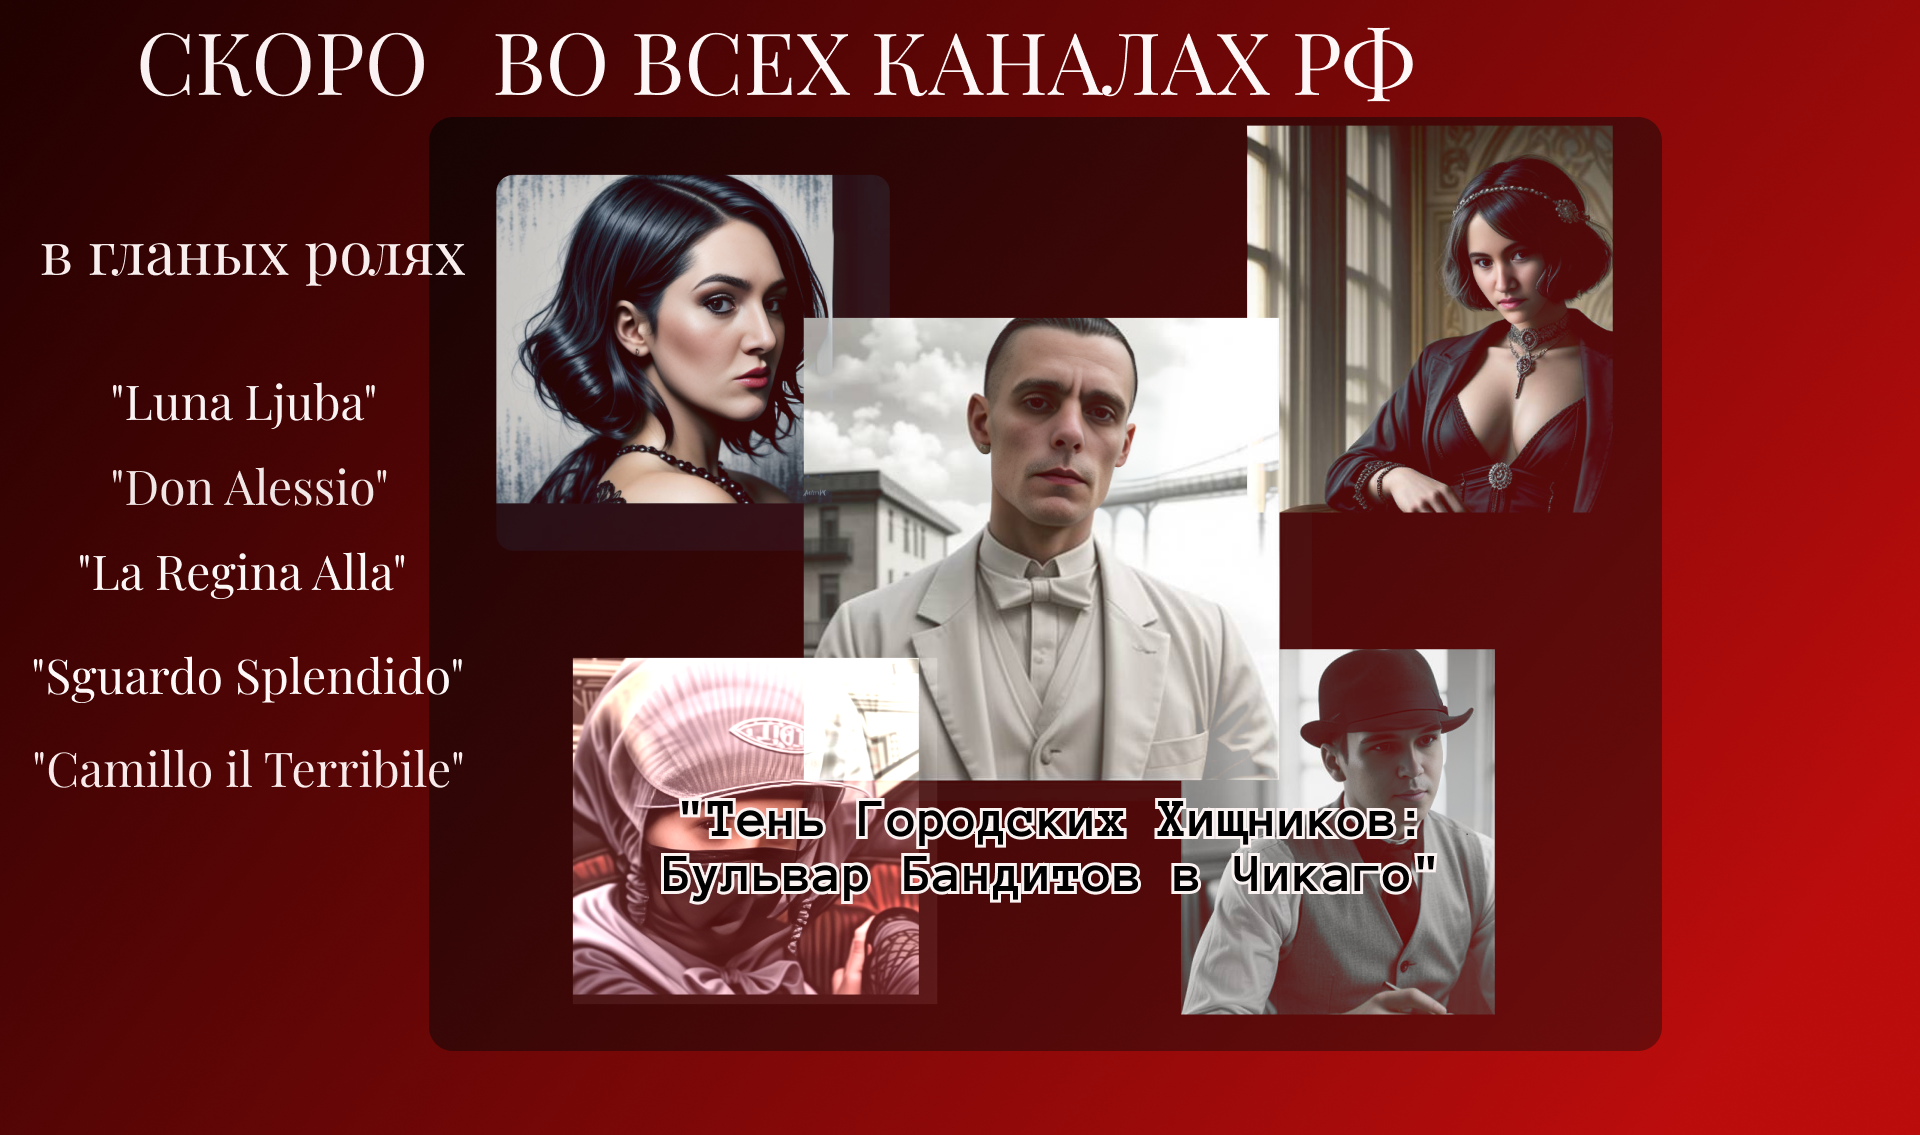 СКОРО ВО ВСЕХ КАНАЛАХ РФ
в гланых ролях
"Luna Ljuba"
"Don Alessio"
"La Regina Alla"
"Sguardo Splendido"
"Camillo il Terribile"
"Тень Городских Хищников:
Бульвар Бандитов в Чикаго"